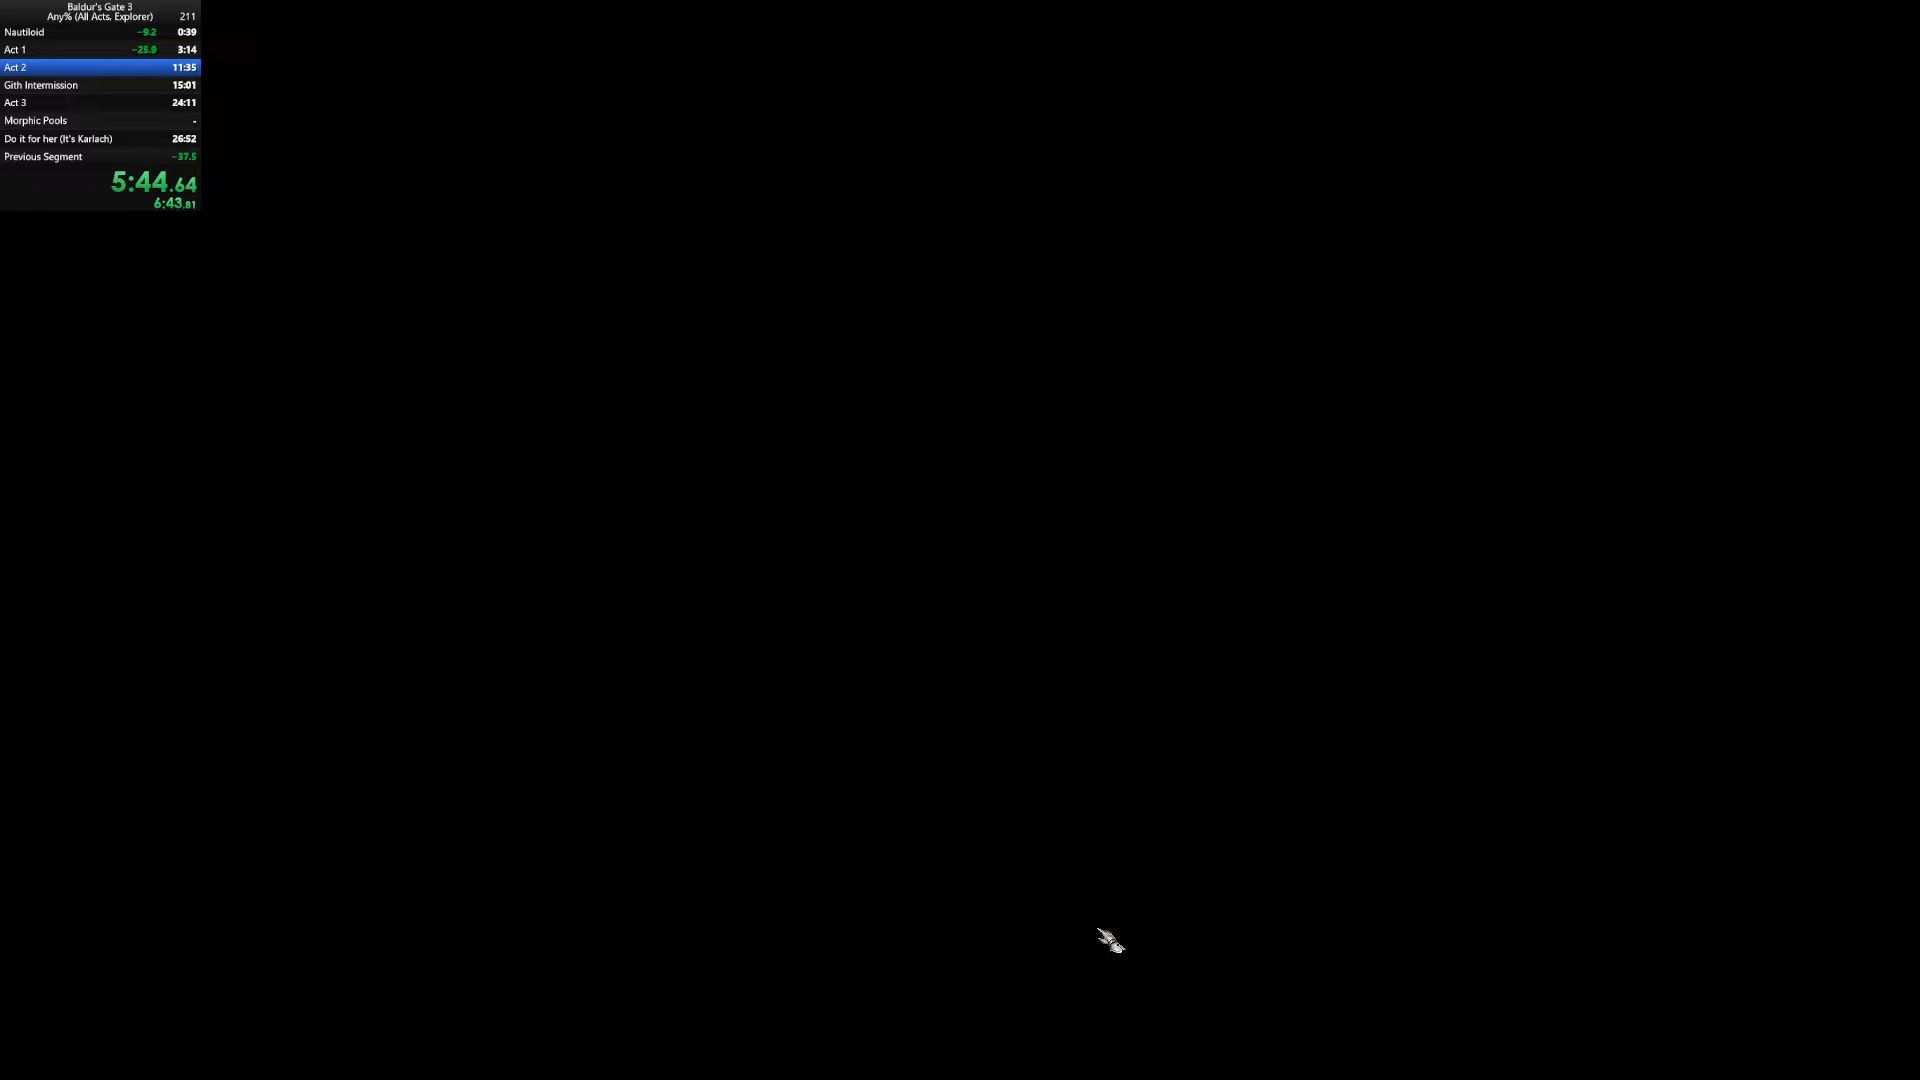 Baldur's Gate 3
Any% (All Acts, Explorer) 211
Nautiloid -9.2 0:39
Act 1 -25.9 3:14
Act 2 11:35
Gith Intermission 15:01
Act 3 24:11
Morphic Pools -
Do it for her (It's Karlach) 26:52
Previous Segment -37.5
5:44.64
6:43.81